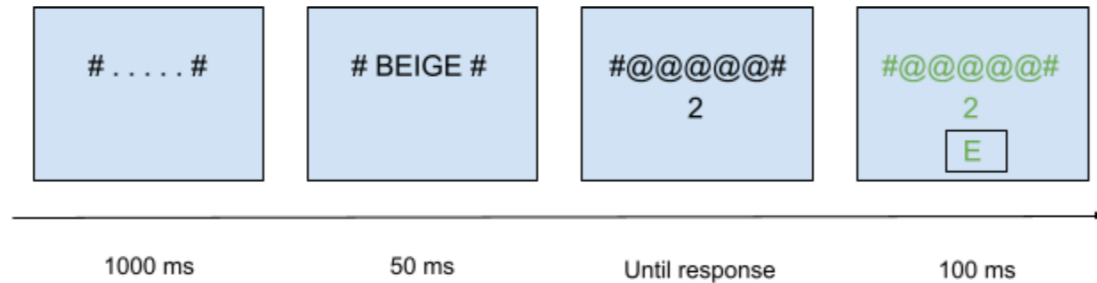 # . . . . . #
# BEIGE #
#@@@@@#
2
#@@@@@#
2
E
1000 ms
50 ms
Until response
100 ms